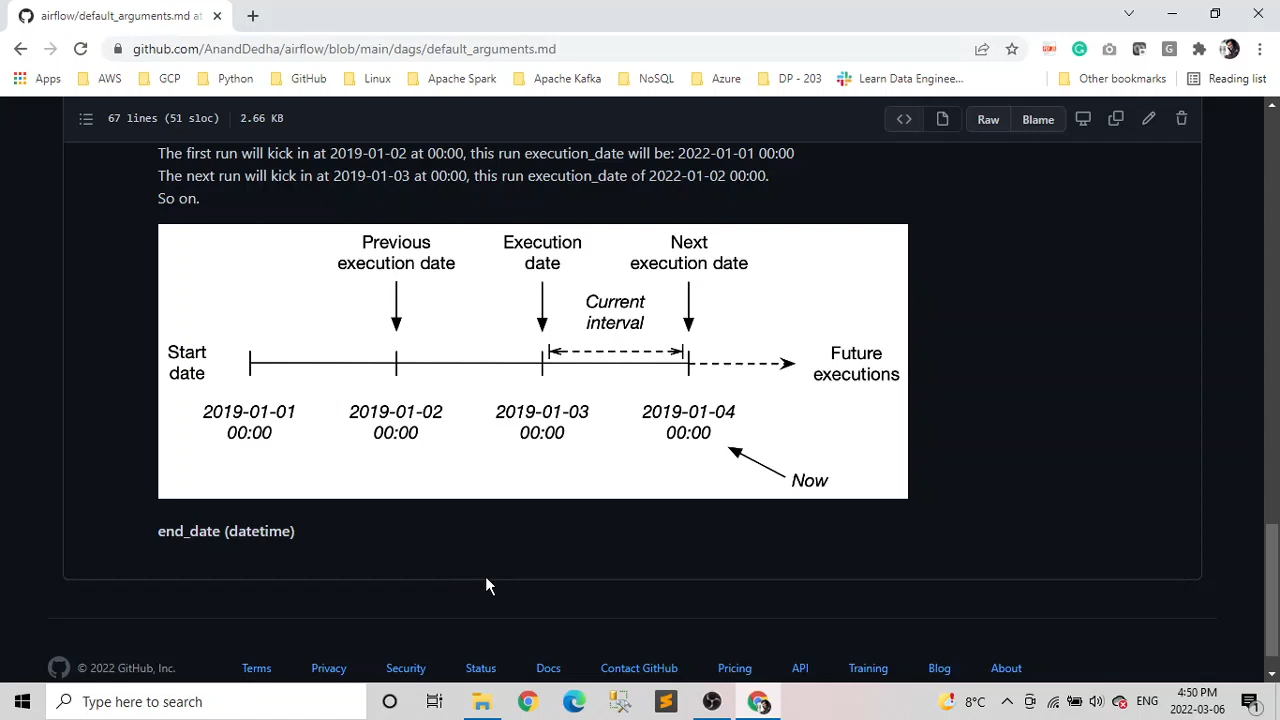 airflow/default_arguments.md at
github.com/AnandDedha/airflow/blob/main/dags/default_arguments.md
Apps AWS GCP Python GitHub Linux Apache Spark Apache Kafka NoSQL Azure DP - 203 Learn Data Enginee... Other bookmarks Reading list
67 lines (51 sloc) 2.66 KB Raw Blame
The first run will kick in at 2019-01-02 at 00:00, this run execution_date will be: 2022-01-01 00:00
The next run will kick in at 2019-01-03 at 00:00, this run execution_date of 2022-01-02 00:00.
So on.
Previous Execution Next
execution date date execution date
Current
interval
Start Future
date executions
2019-01-01 2019-01-02 2019-01-03 2019-01-04
00:00 00:00 00:00 00:00
Now
end_date (datetime)
© 2022 GitHub, Inc. Terms Privacy Security Status Docs Contact GitHub Pricing API Training Blog About
Type here to search 8°C ENG 4:50 PM
2022-03-06